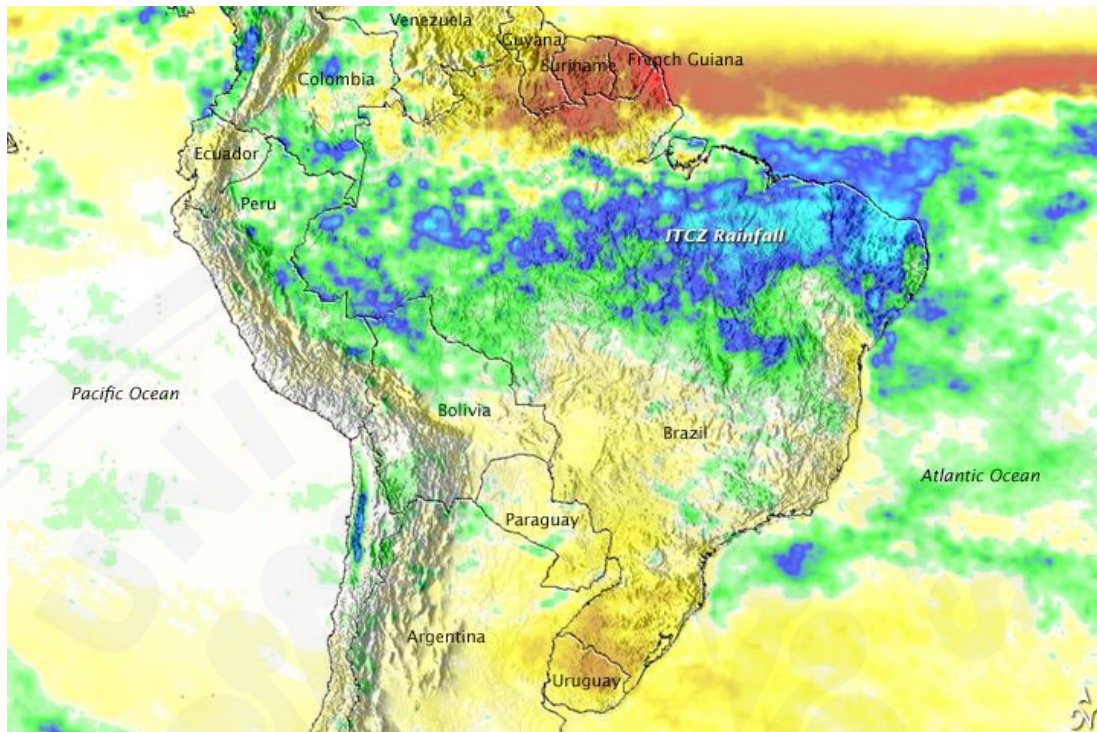 Venezuela
Guyana
Suriname
French Guiana
Colombia
Ecuador
Peru
ITCZ Rainfall
Pacific Ocean
Bolivia
Brazil
Atlantic Ocean
Paraguay
Argentina
Uruguay
N